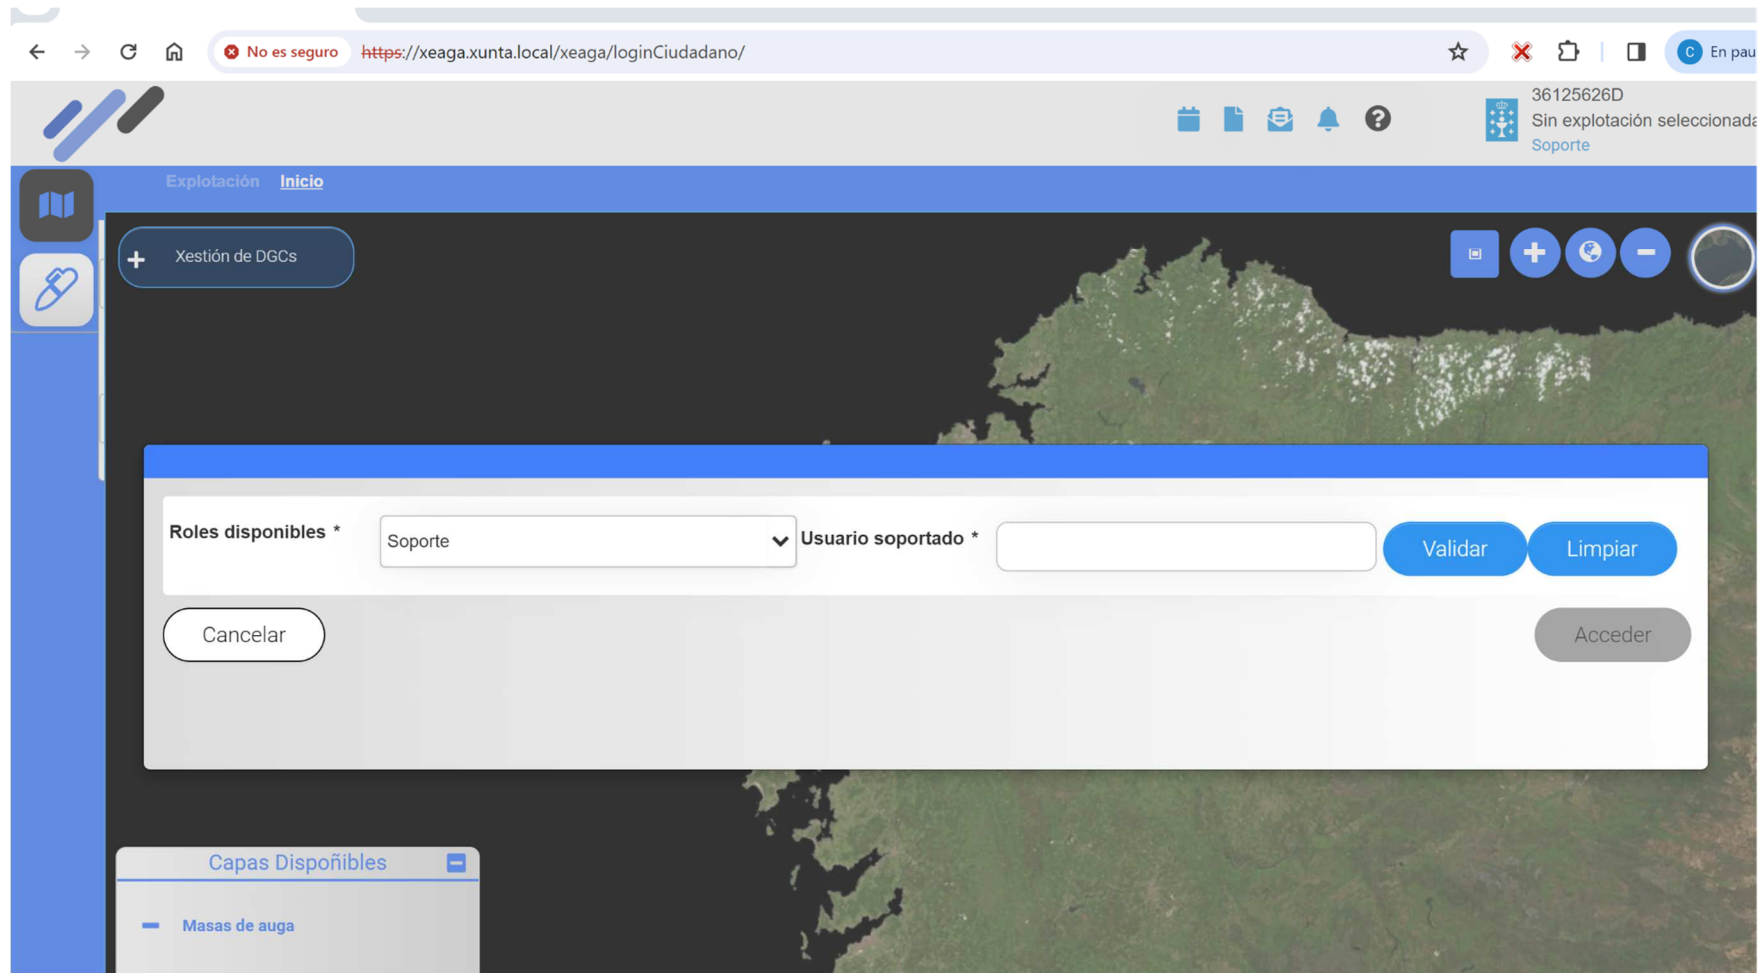 No es seguro https://xeaga.xunta.local/xeaga/loginCiudadano/
C En pau
36125626D
Sin explotación seleccionada
Soporte
Explotación Inicio
Xestión de DGCs
Roles disponibles * Soporte Usuario soportado * Validar Limpiar
Cancelar Acceder
Capas Dispoñibles
Masas de auga